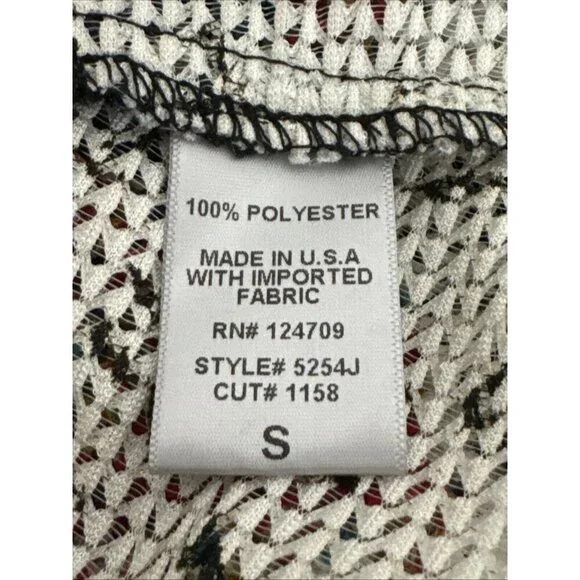 100% POLYESTER
MADE IN U.S.A
WITH IMPORTED
FABRIC
RN# 124709
STYLE# 5254J
CUT# 1158
S